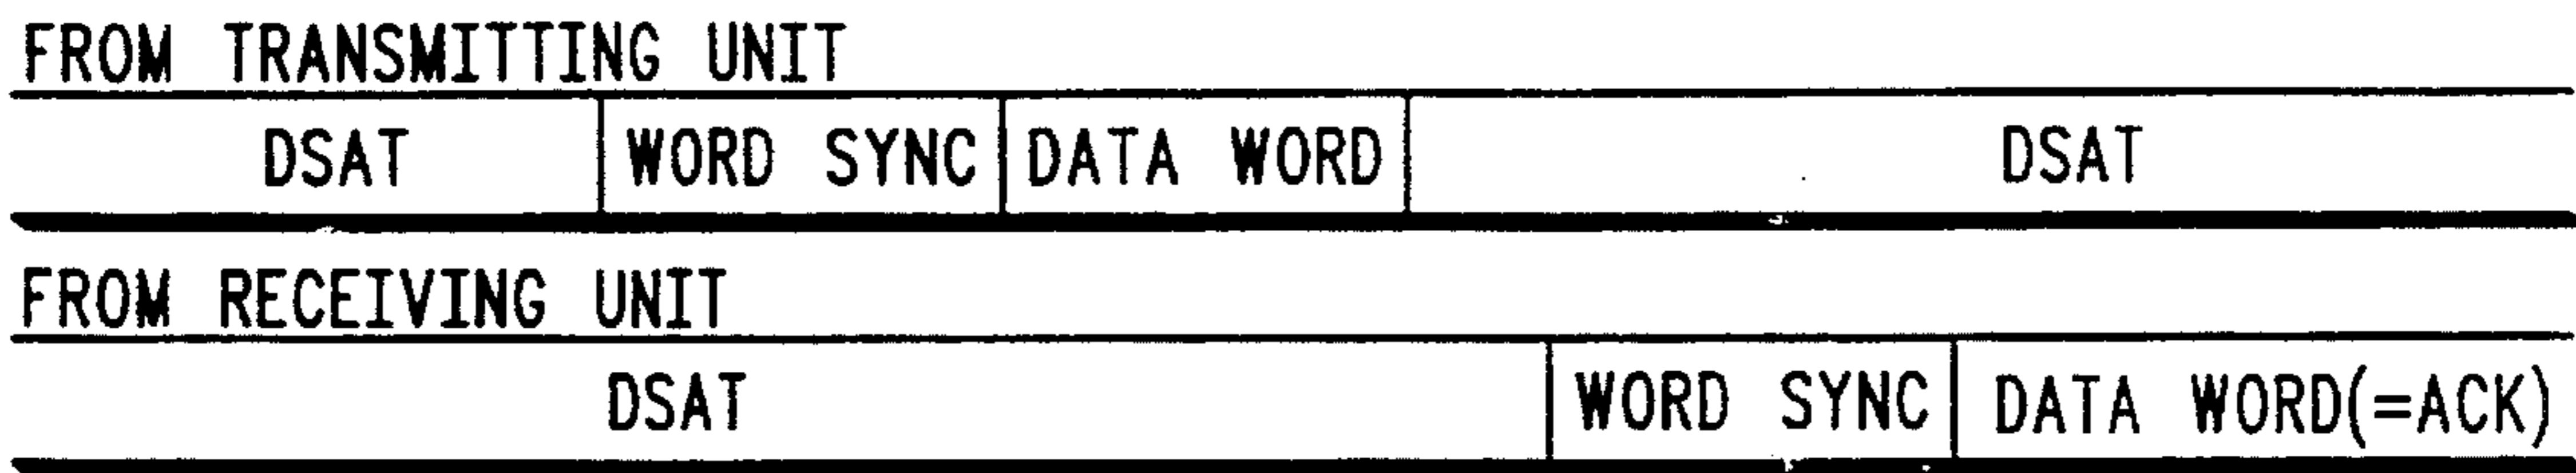 FROM TRANSMITTING UNIT
DSAT WORD SYNC DATA WORD DSAT
FROM RECEIVING UNIT
DSAT WORD SYNC DATA WORD(=ACK)